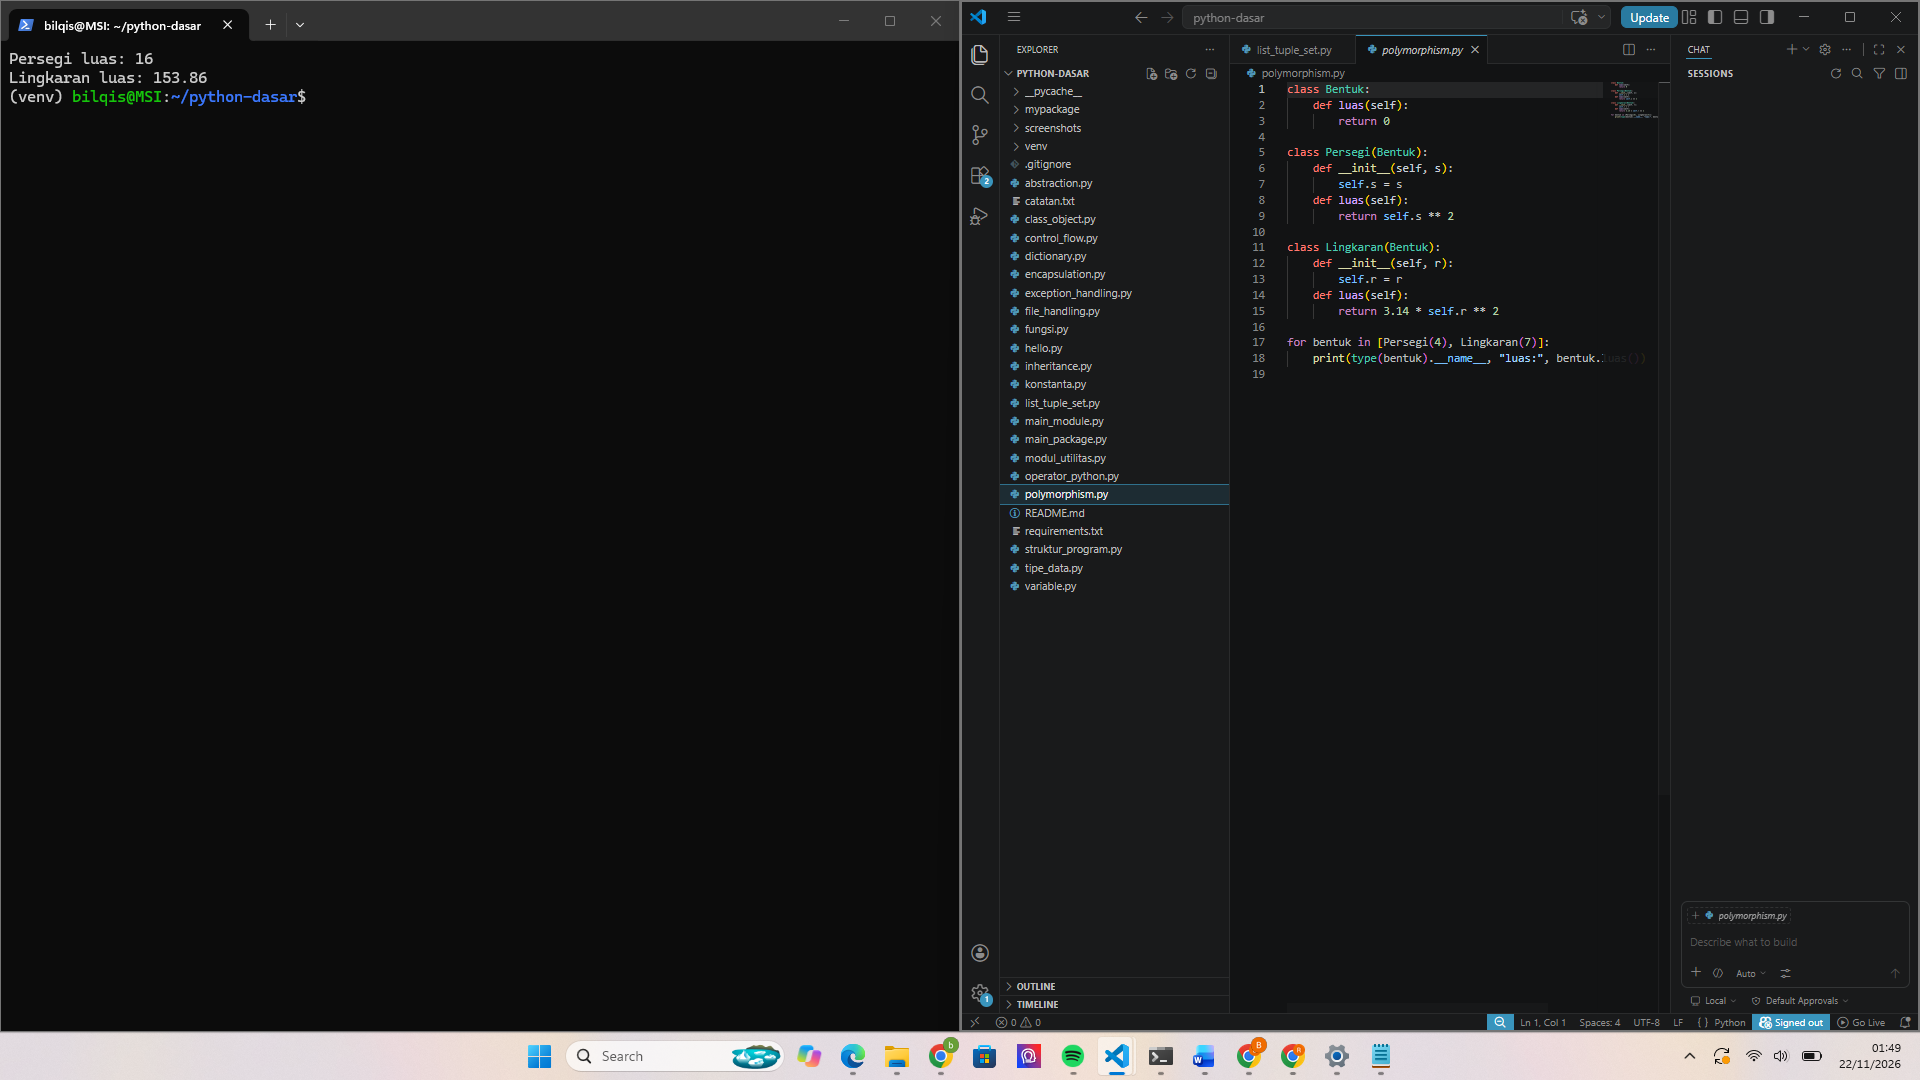 bilqis@MSI: ~/python-dasar
Persegi luas: 16
Lingkaran luas: 153.86
(venv) bilqis@MSI:~/python-dasar$
python-dasar
Update
EXPLORER
PYTHON-DASAR
__pycache__
mypackage
screenshots
venv
.gitignore
abstraction.py
catatan.txt
class_object.py
control_flow.py
dictionary.py
encapsulation.py
exception_handling.py
file_handling.py
fungsi.py
hello.py
inheritance.py
konstanta.py
list_tuple_set.py
main_module.py
main_package.py
modul_utilitas.py
operator_python.py
polymorphism.py
README.md
requirements.txt
struktur_program.py
tipe_data.py
variable.py
OUTLINE
TIMELINE
2
1
list_tuple_set.py
polymorphism.py
polymorphism.py
1 class Bentuk:
2     def luas(self):
3         return 0
4
5 class Persegi(Bentuk):
6     def __init__(self, s):
7         self.s = s
8     def luas(self):
9         return self.s ** 2
10
11 class Lingkaran(Bentuk):
12     def __init__(self, r):
13         self.r = r
14     def luas(self):
15         return 3.14 * self.r ** 2
16
17 for bentuk in [Persegi(4), Lingkaran(7)]:
18     print(type(bentuk).__name__, "luas:", bentuk.luas())
19
CHAT
SESSIONS
polymorphism.py
Describe what to build
Auto
Local
Default Approvals
0 0
Ln 1, Col 1
Spaces: 4
UTF-8
LF
{ } Python
Signed out
Go Live
Search
01:49
22/11/2026